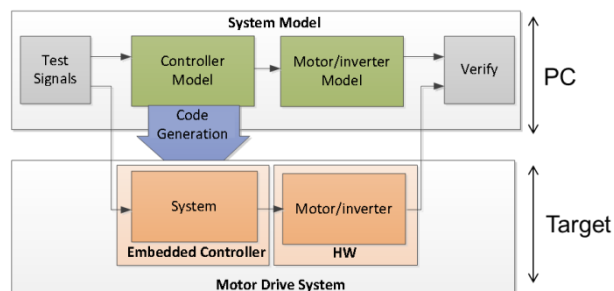 System Model
Test
Signals
Controller
Model
Motor/inverter
Model
Verify
PC
Code
Generation
System
Motor/inverter
Embedded Controller
HW
Target
Motor Drive System